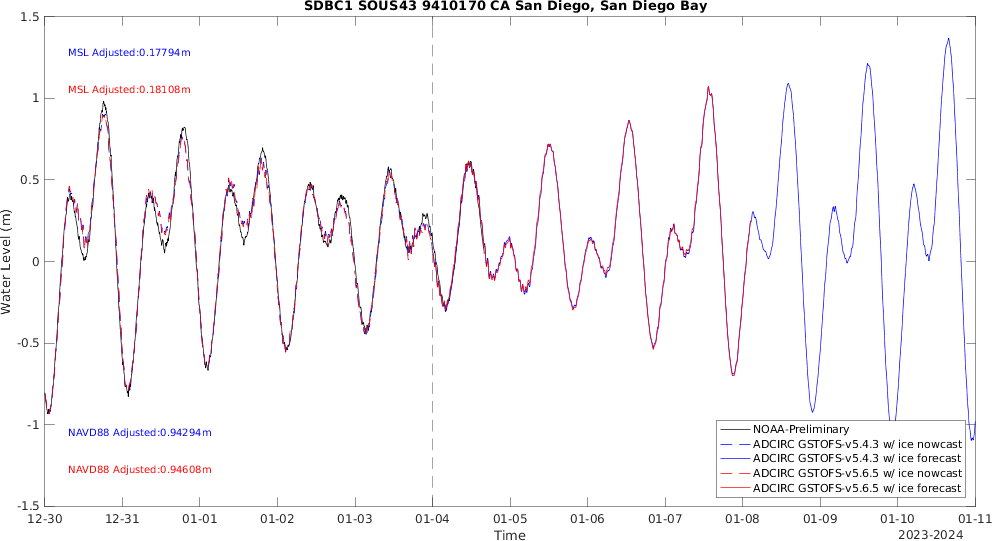 SDBC1 SOUS43 9410170 CA San Diego, San Diego Bay
1.5
MSL Adjusted:0.17794m
MSL Adjusted:0.18108m
1
0.5
0
-0.5
-1
-1.5
Water Level (m)
NAVD88 Adjusted:0.94294m
NAVD88 Adjusted:0.94608m
NOAA-Preliminary
ADCIRC GSTOFS-v5.4.3 w/ ice nowcast
ADCIRC GSTOFS-v5.4.3 w/ ice forecast
ADCIRC GSTOFS-v5.6.5 w/ ice nowcast
ADCIRC GSTOFS-v5.6.5 w/ ice forecast
12-30 12-31 01-01 01-02 01-03 01-04 01-05 01-06 01-07 01-08 01-09 01-10 01-11
Time
2023-2024